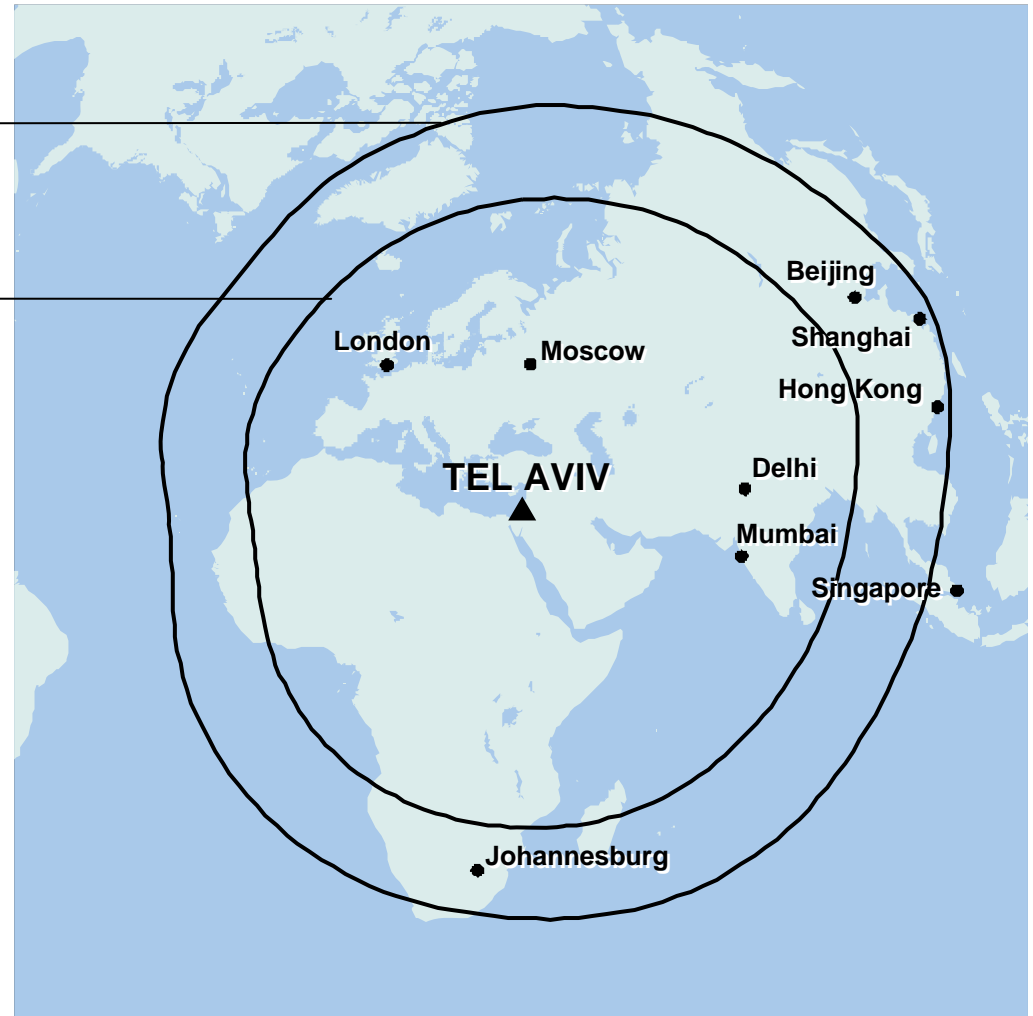 Beijing
Shanghai
London
Moscow
Hong Kong
Delhi
TEL AVIV
Mumbai
Singapore
Johannesburg